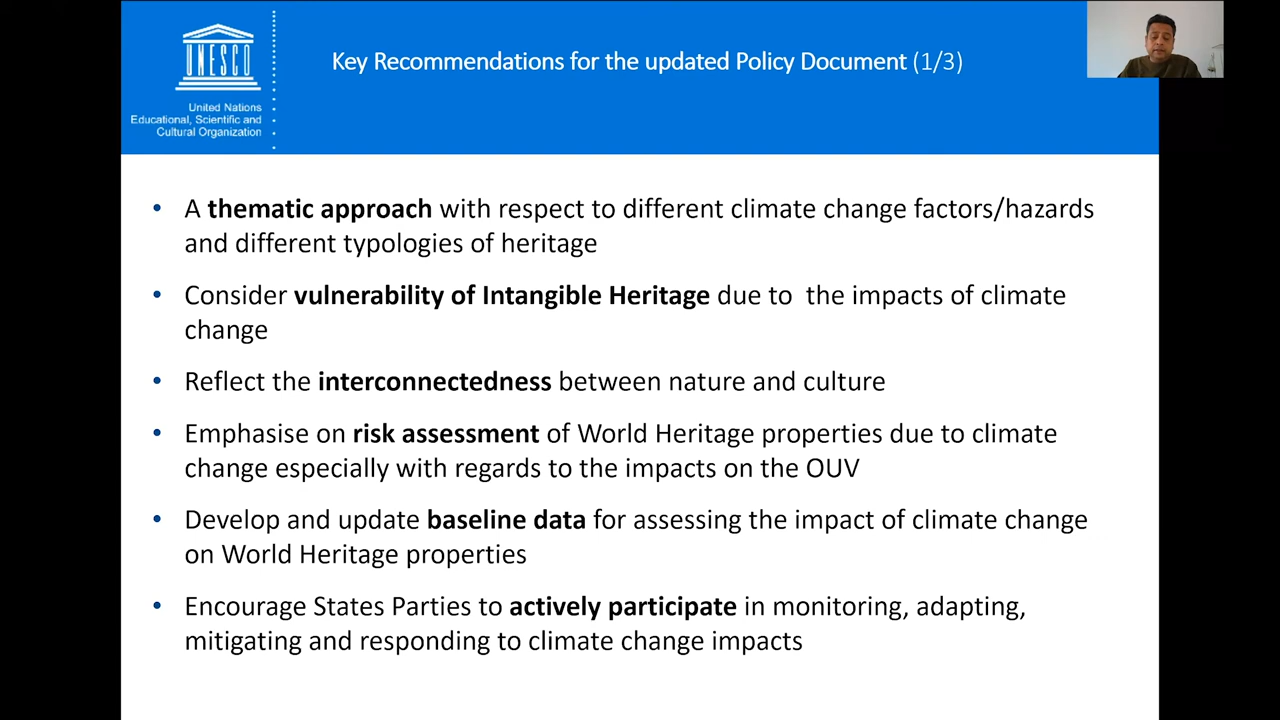 UNESCO
United Nations
Educational, Scientific and
Cultural Organization
Key Recommendations for the updated Policy Document (1/3)
• A thematic approach with respect to different climate change factors/hazards
and different typologies of heritage
• Consider vulnerability of Intangible Heritage due to  the impacts of climate
change
• Reflect the interconnectedness between nature and culture
• Emphasise on risk assessment of World Heritage properties due to climate
change especially with regards to the impacts on the OUV
• Develop and update baseline data for assessing the impact of climate change
on World Heritage properties
• Encourage States Parties to actively participate in monitoring, adapting,
mitigating and responding to climate change impacts